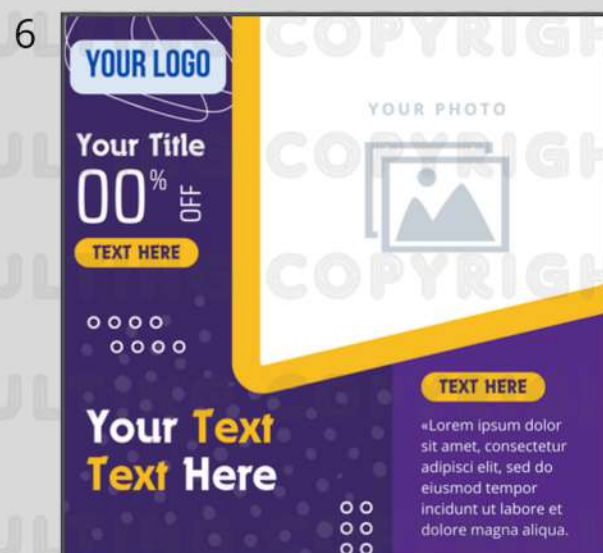 6
YOUR LOGO
Your Title
00% OFF
TEXT HERE
YOUR PHOTO
Your Text
Text Here
TEXT HERE
«Lorem ipsum dolor
sit amet, consectetur
adipisci elit, sed do
eiusmod tempor
incidunt ut labore et
dolore magna aliqua.
COPYRIGH
COPYRIGH
COPYRIGH